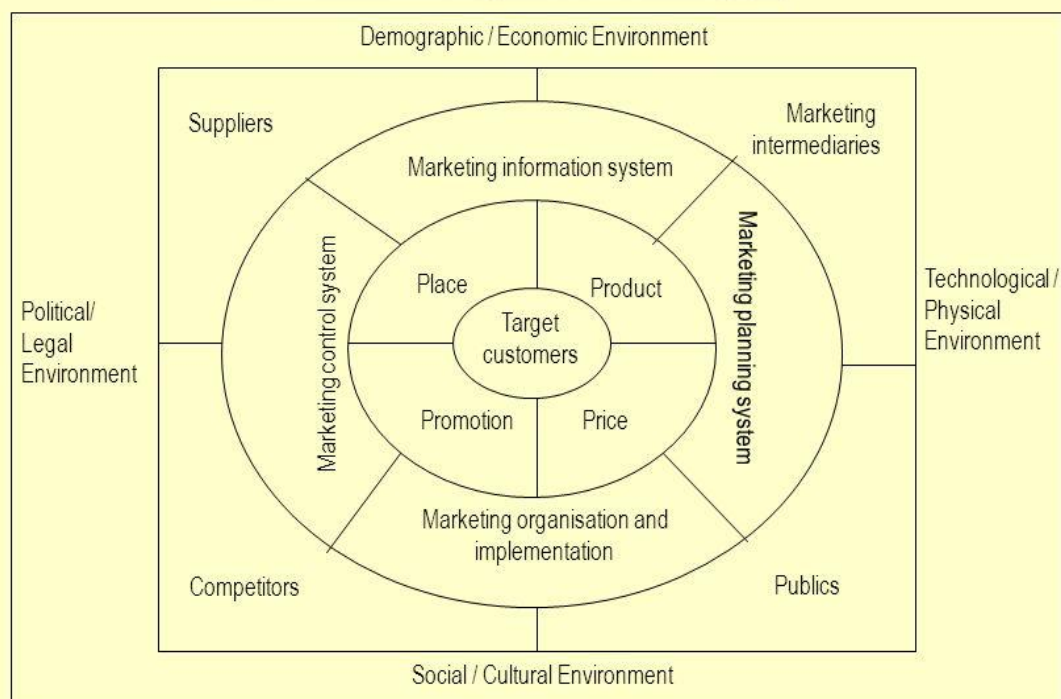 Demographic / Economic Environment
Suppliers
Marketing
intermediaries
Marketing information system
Marketing control system
Marketing planning system
Place
Product
Target
customers
Promotion
Price
Political/
Legal
Environment
Technological /
Physical
Environment
Marketing organisation and
implementation
Competitors
Publics
Social / Cultural Environment